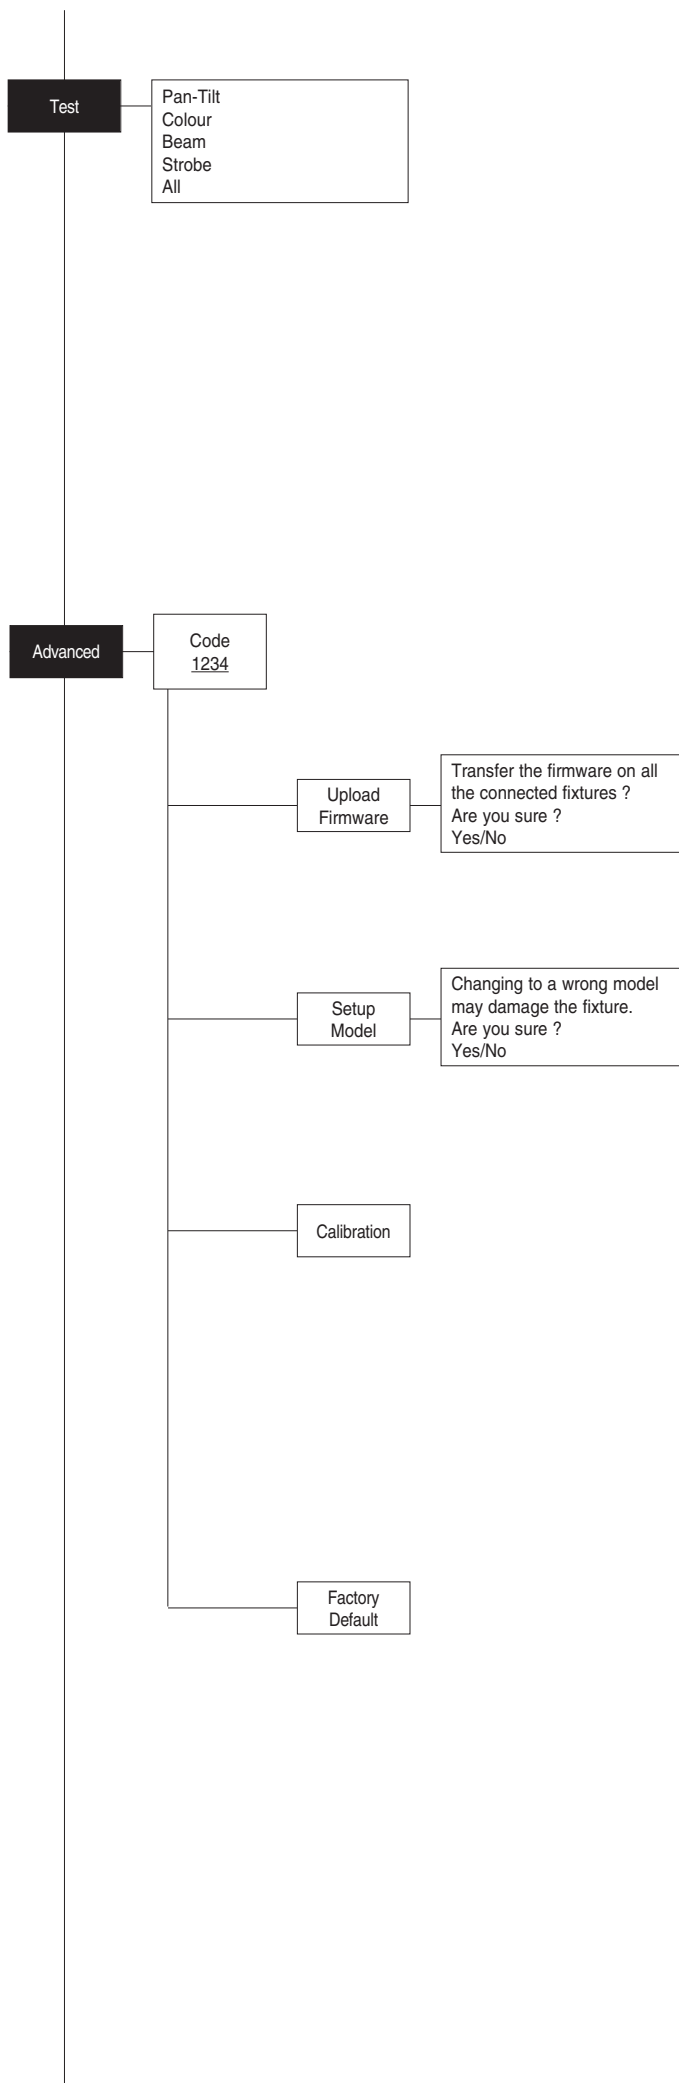 Test
Pan-Tilt
Colour
Beam
Strobe
All
Advanced
Code
1234
Upload
Firmware
Transfer the firmware on all
the connected fixtures ?
Are you sure ?
Yes/No
Setup
Model
Changing to a wrong model
may damage the fixture.
Are you sure ?
Yes/No
Calibration
Factory
Default